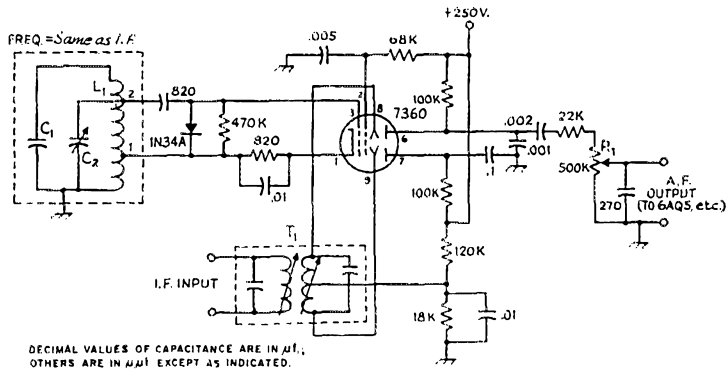 +250V.
FREQ. = Same as I.F.
.005
68K
L1
2
820
100K
3
2
8
7360
C1
C2
1N34A
470K
6
.002
22K
.001
R1
1
820
1
7
.1
500K
.01
9
100K
270
A.F.
OUTPUT
(TO 6AQ5, etc.)
T1
120K
I.F. INPUT
18K
.01
DECIMAL VALUES OF CAPACITANCE ARE IN µf.;
OTHERS ARE IN µµf EXCEPT AS INDICATED.